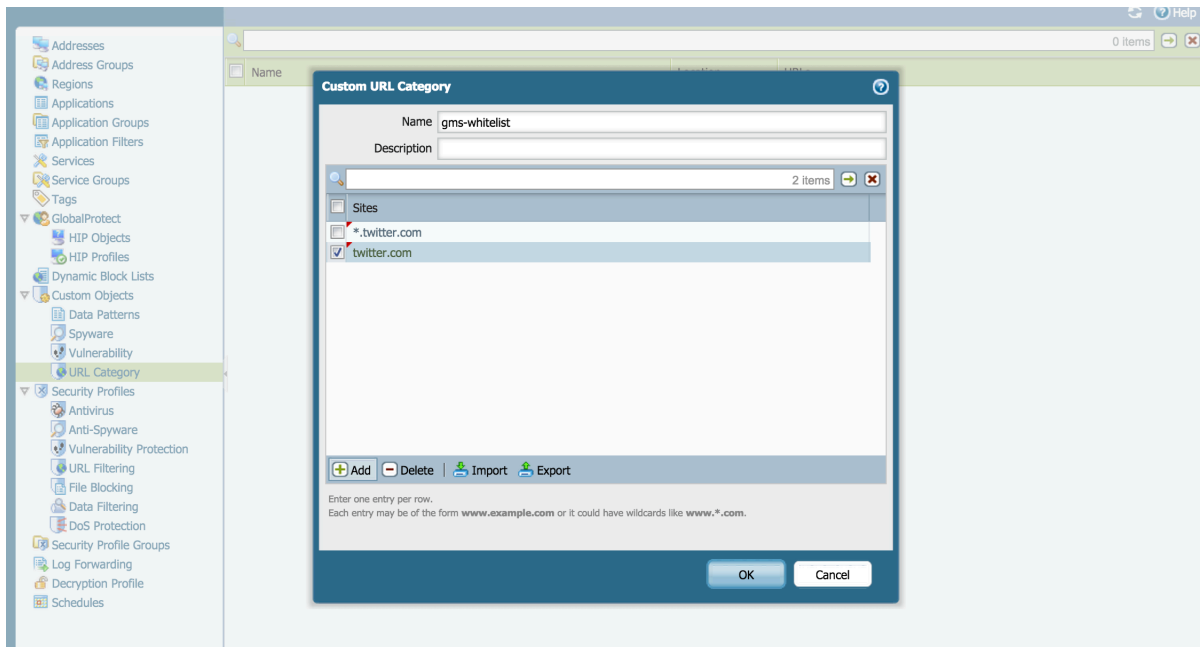 Help
Addresses
Address Groups
Regions
Applications
Application Groups
Application Filters
Services
Service Groups
Tags
GlobalProtect
HIP Objects
HIP Profiles
Dynamic Block Lists
Custom Objects
Data Patterns
Spyware
Vulnerability
URL Category
Security Profiles
Antivirus
Anti-Spyware
Vulnerability Protection
URL Filtering
File Blocking
Data Filtering
DoS Protection
Security Profile Groups
Log Forwarding
Decryption Profile
Schedules
0 items
Name
Custom URL Category
Name gms-whitelist
Description
2 items
Sites
*.twitter.com
twitter.com
Add Delete Import Export
Enter one entry per row.
Each entry may be of the form www.example.com or it could have wildcards like www.*.com.
OK Cancel